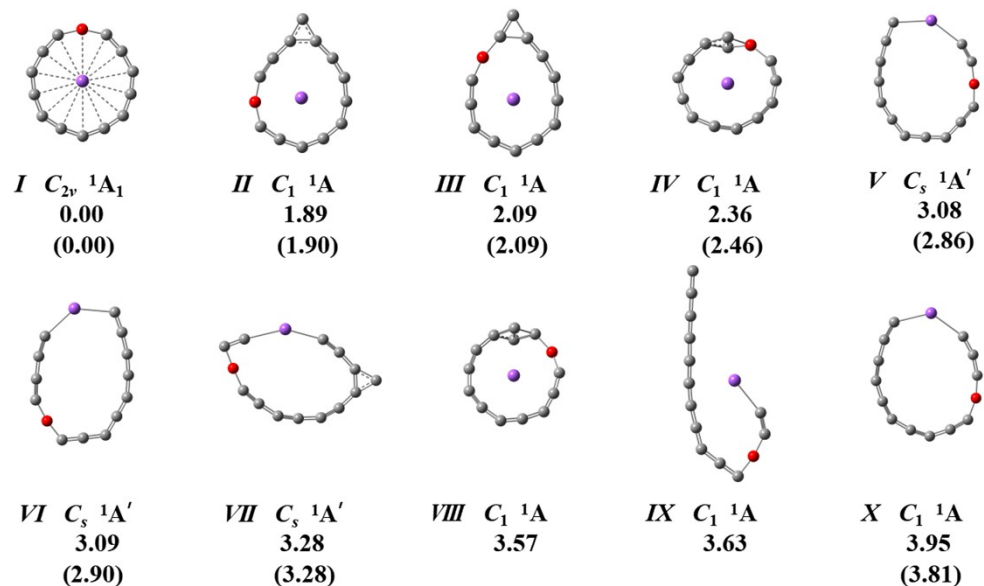 I C2v ¹A₁
0.00
(0.00)
II C₁ ¹A
1.89
(1.90)
III C₁ ¹A
2.09
(2.09)
IV C₁ ¹A
2.36
(2.46)
V Cₛ ¹A′
3.08
(2.86)
VI Cₛ ¹A′
3.09
(2.90)
VII Cₛ ¹A′
3.28
(3.28)
VIII C₁ ¹A
3.57
IX C₁ ¹A
3.63
X C₁ ¹A
3.95
(3.81)